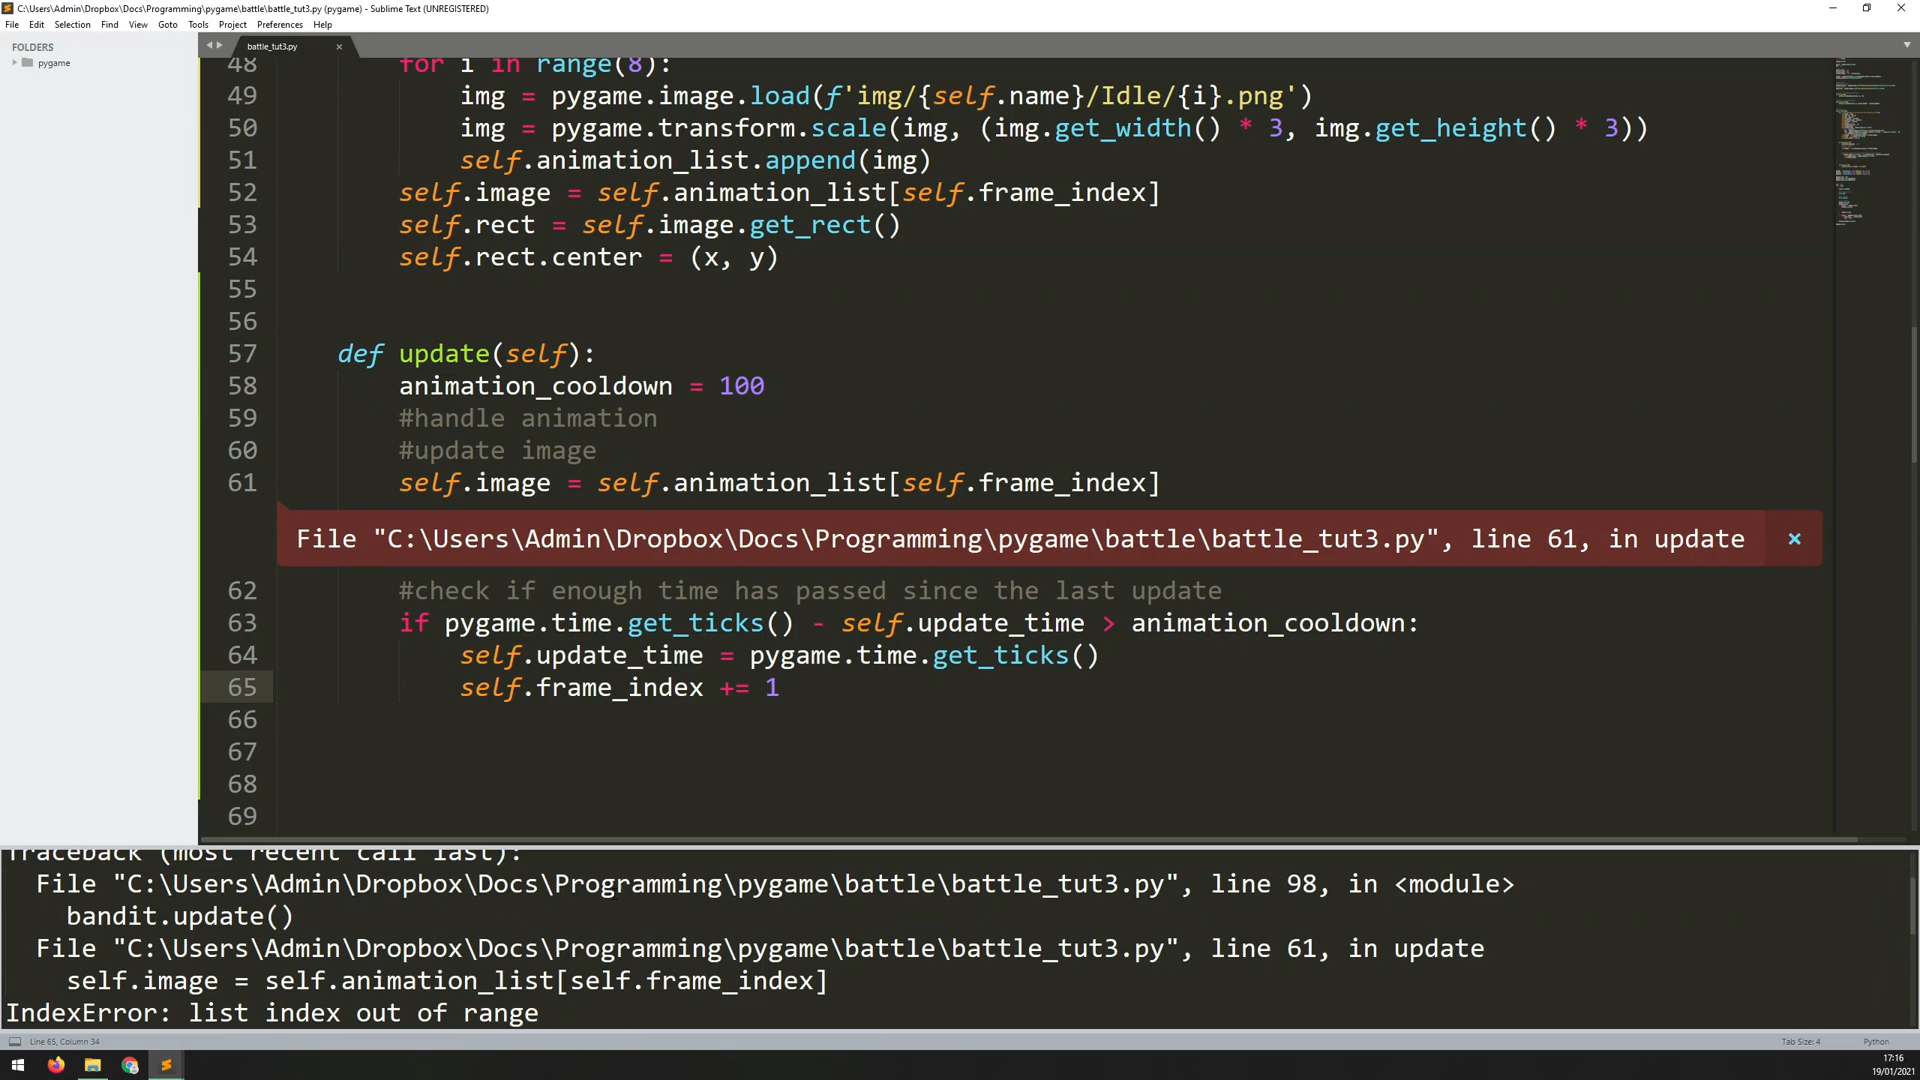 C:\Users\Admin\Dropbox\Docs\Programming\pygame\battle\battle_tut3.py (pygame) - Sublime Text (UNREGISTERED)
File Edit Selection Find View Goto Tools Project Preferences Help
FOLDERS
pygame
battle_tut3.py
48 for i in range(8):
49 img = pygame.image.load(f'img/{self.name}/Idle/{i}.png')
50 img = pygame.transform.scale(img, (img.get_width() * 3, img.get_height() * 3))
51 self.animation_list.append(img)
52 self.image = self.animation_list[self.frame_index]
53 self.rect = self.image.get_rect()
54 self.rect.center = (x, y)
55
56
57 def update(self):
58 animation_cooldown = 100
59 #handle animation
60 #update image
61 self.image = self.animation_list[self.frame_index]
File "C:\Users\Admin\Dropbox\Docs\Programming\pygame\battle\battle_tut3.py", line 61, in update ×
62 #check if enough time has passed since the last update
63 if pygame.time.get_ticks() - self.update_time > animation_cooldown:
64 self.update_time = pygame.time.get_ticks()
65 self.frame_index += 1
66
67
68
69
Traceback (most recent call last):
File "C:\Users\Admin\Dropbox\Docs\Programming\pygame\battle\battle_tut3.py", line 98, in <module>
bandit.update()
File "C:\Users\Admin\Dropbox\Docs\Programming\pygame\battle\battle_tut3.py", line 61, in update
self.image = self.animation_list[self.frame_index]
IndexError: list index out of range
Line 65, Column 34
Tab Size: 4
Python
17:16
19/01/2021